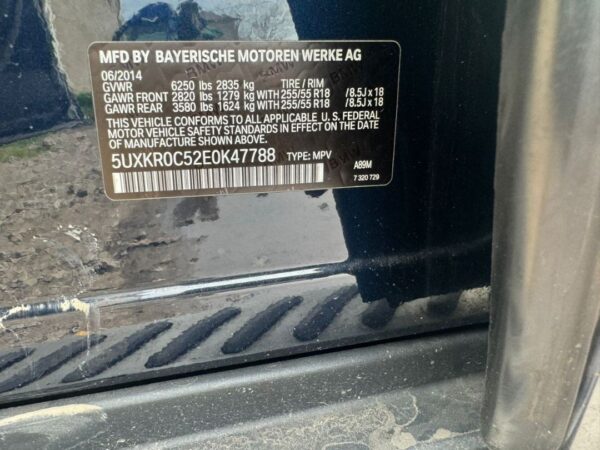 MFD BY BAYERISCHE MOTOREN WERKE AG
06/2014
GVWR 6250 lbs 2835 kg TIRE / RIM
GAWR FRONT 2820 lbs 1279 kg WITH 255/55 R18 /8.5J x 18
GAWR REAR 3580 lbs 1624 kg WITH 255/55 R18 /8.5J x 18
THIS VEHICLE CONFORMS TO ALL APPLICABLE U. S. FEDERAL
MOTOR VEHICLE SAFETY STANDARDS IN EFFECT ON THE DATE
OF MANUFACTURE SHOWN ABOVE.
5UXKR0C52E0K47788 TYPE: MPV
A89M
7 320 729